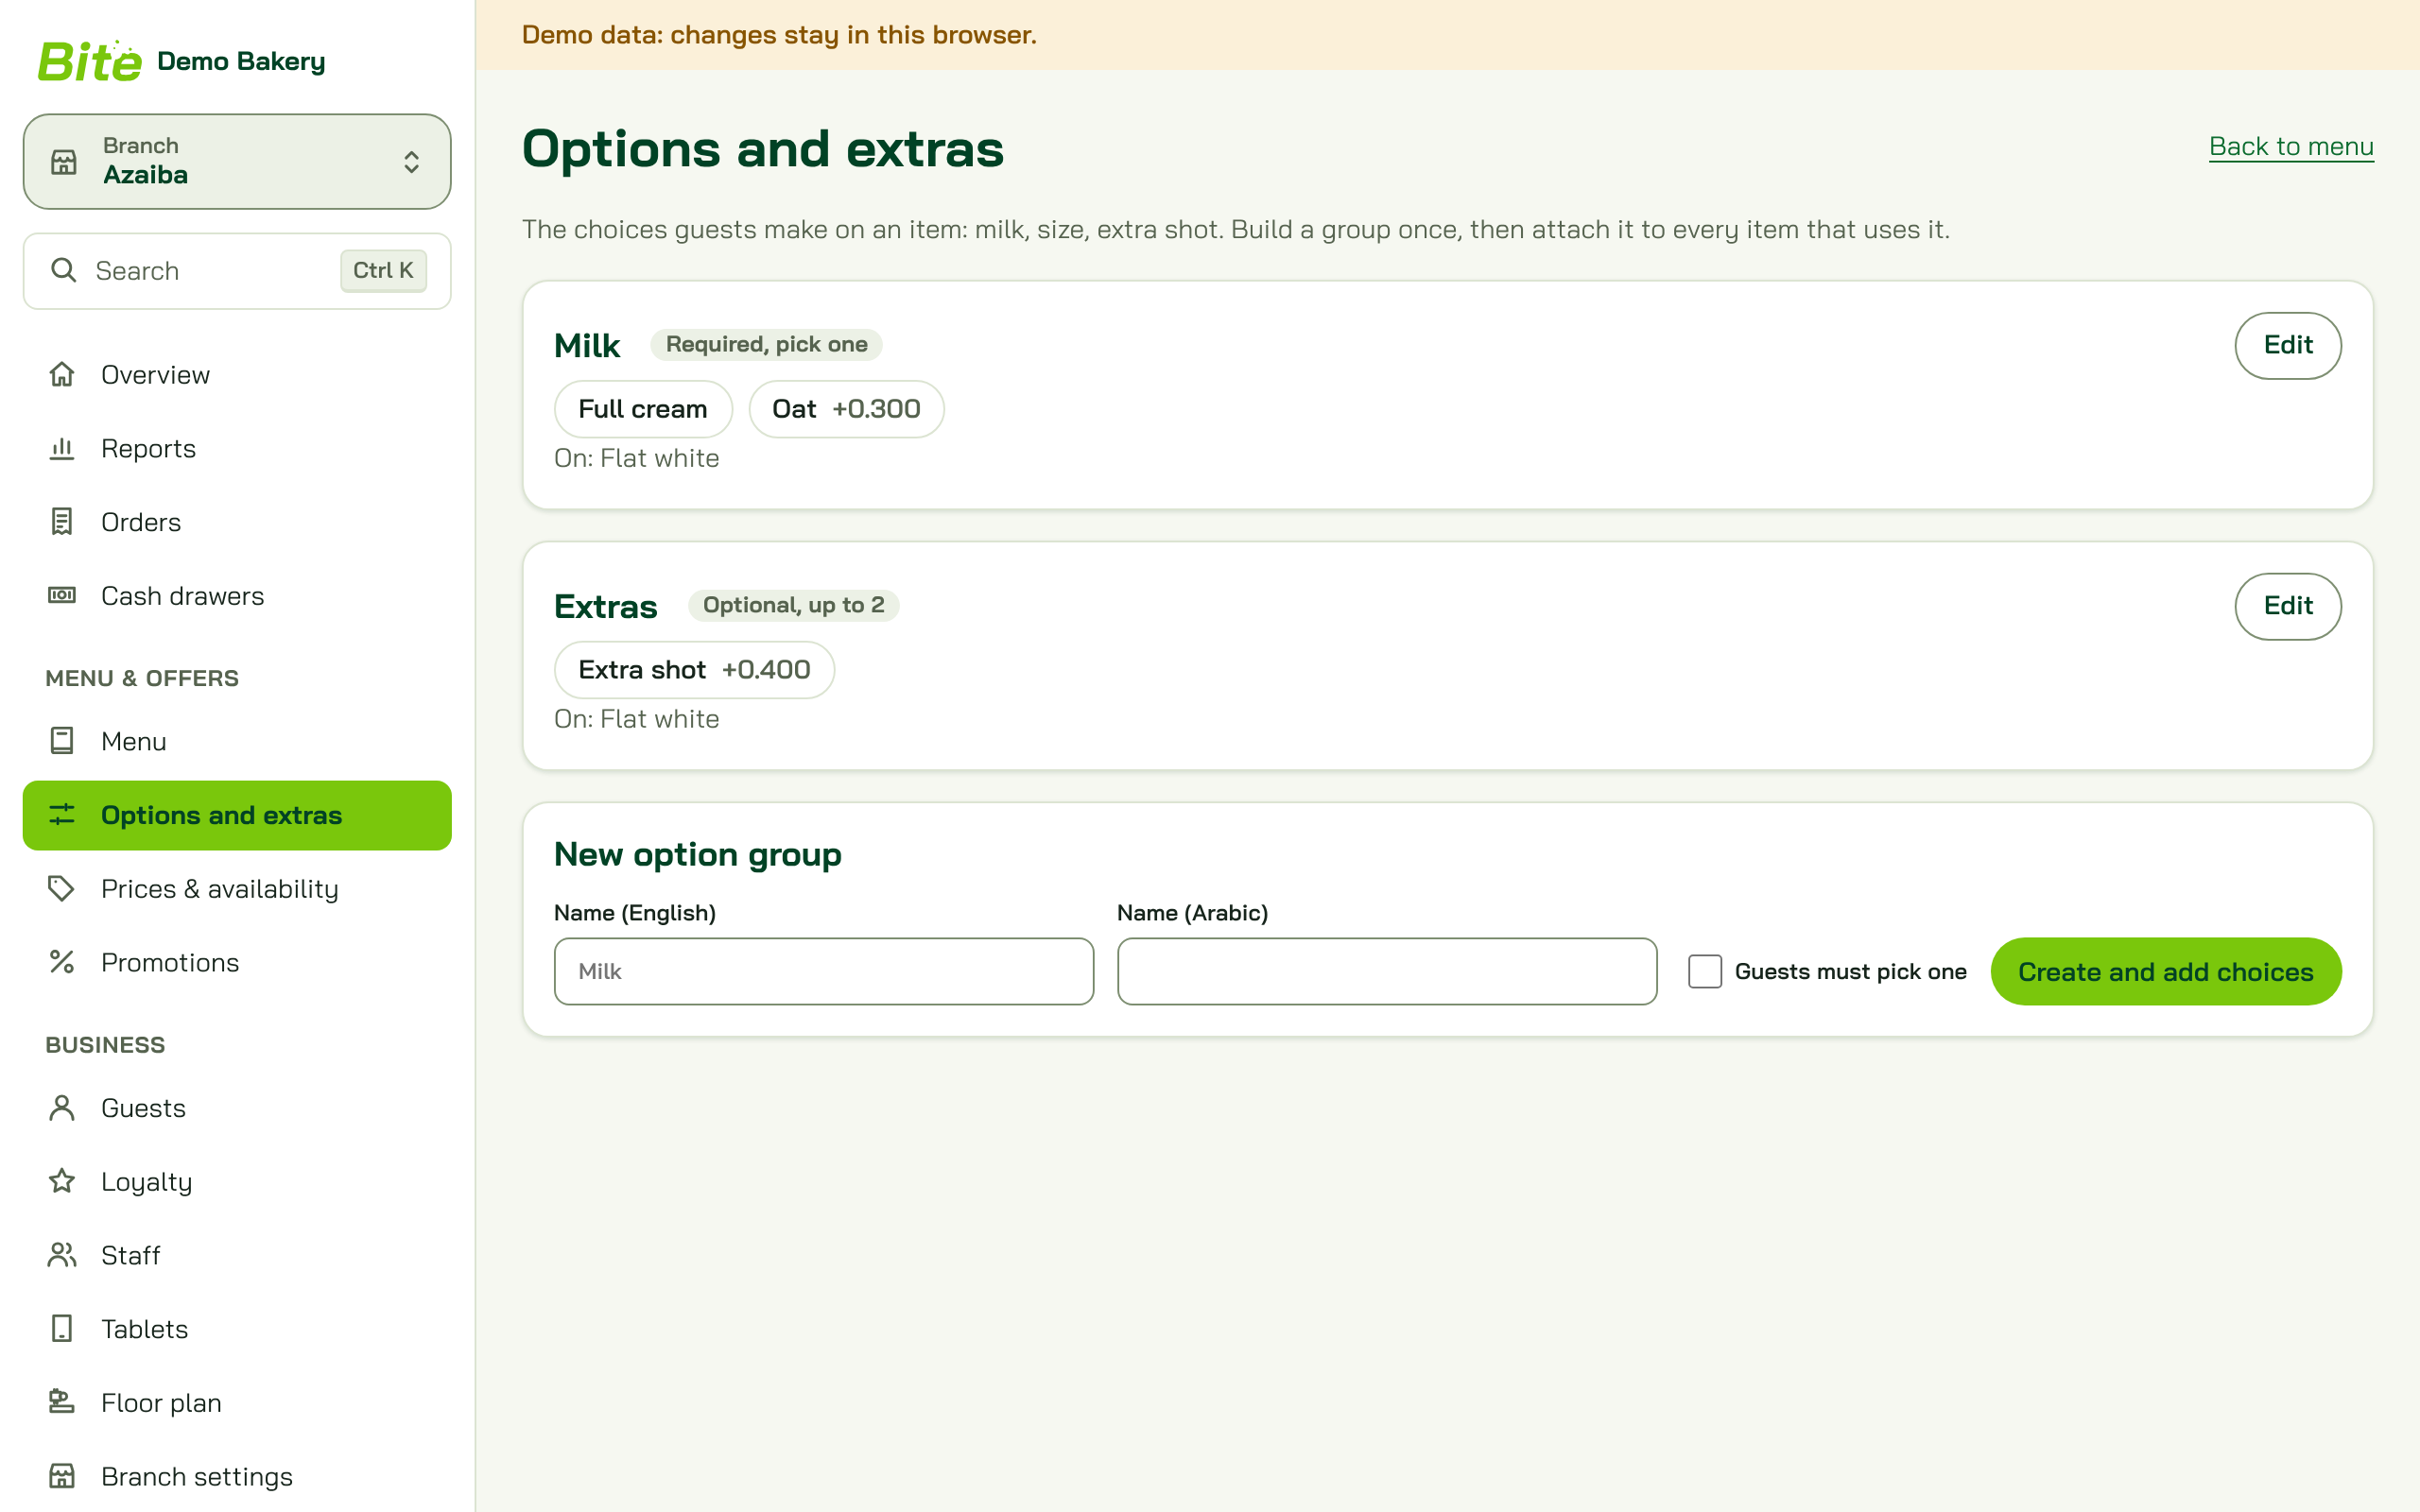 Bite Demo Bakery
Branch
Azaiba
Search Ctrl K
Overview
Reports
Orders
Cash drawers
MENU & OFFERS
Menu
Options and extras
Prices & availability
Promotions
BUSINESS
Guests
Loyalty
Staff
Tablets
Floor plan
Branch settings
Demo data: changes stay in this browser.
Options and extras
Back to menu
The choices guests make on an item: milk, size, extra shot. Build a group once, then attach it to every item that uses it.
Milk Required, pick one
Edit
Full cream Oat +0.300
On: Flat white
Extras Optional, up to 2
Edit
Extra shot +0.400
On: Flat white
New option group
Name (English) Name (Arabic)
Milk Guests must pick one Create and add choices